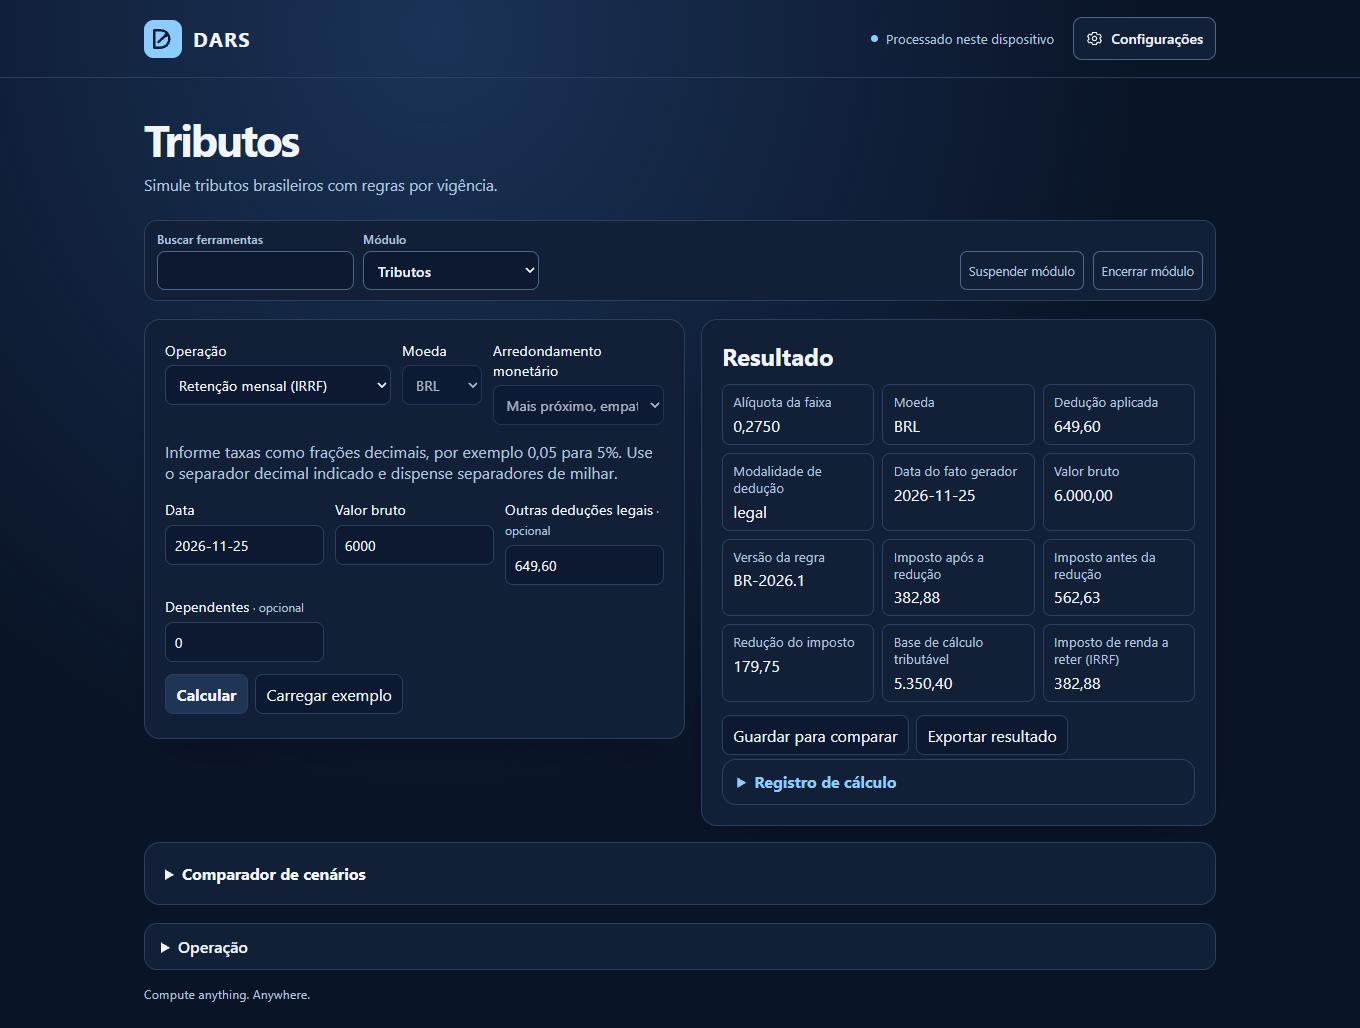 DARS
Processado neste dispositivo
Configurações
Tributos
Simule tributos brasileiros com regras por vigência.
Buscar ferramentas
Módulo
Tributos
Suspender módulo
Encerrar módulo
Operação
Moeda
Arredondamento
monetário
Retenção mensal (IRRF)
BRL
Mais próximo, empat
Informe taxas como frações decimais, por exemplo 0,05 para 5%. Use
o separador decimal indicado e dispense separadores de milhar.
Data
Valor bruto
Outras deduções legais ·
opcional
2026-11-25
6000
649,60
Dependentes · opcional
0
Calcular
Carregar exemplo
Resultado
Alíquota da faixa
0,2750
Moeda
BRL
Dedução aplicada
649,60
Modalidade de
dedução
legal
Data do fato gerador
2026-11-25
Valor bruto
6.000,00
Versão da regra
BR-2026.1
Imposto após a
redução
382,88
Imposto antes da
redução
562,63
Redução do imposto
179,75
Base de cálculo
tributável
5.350,40
Imposto de renda a
reter (IRRF)
382,88
Guardar para comparar
Exportar resultado
Registro de cálculo
Comparador de cenários
Operação
Compute anything. Anywhere.